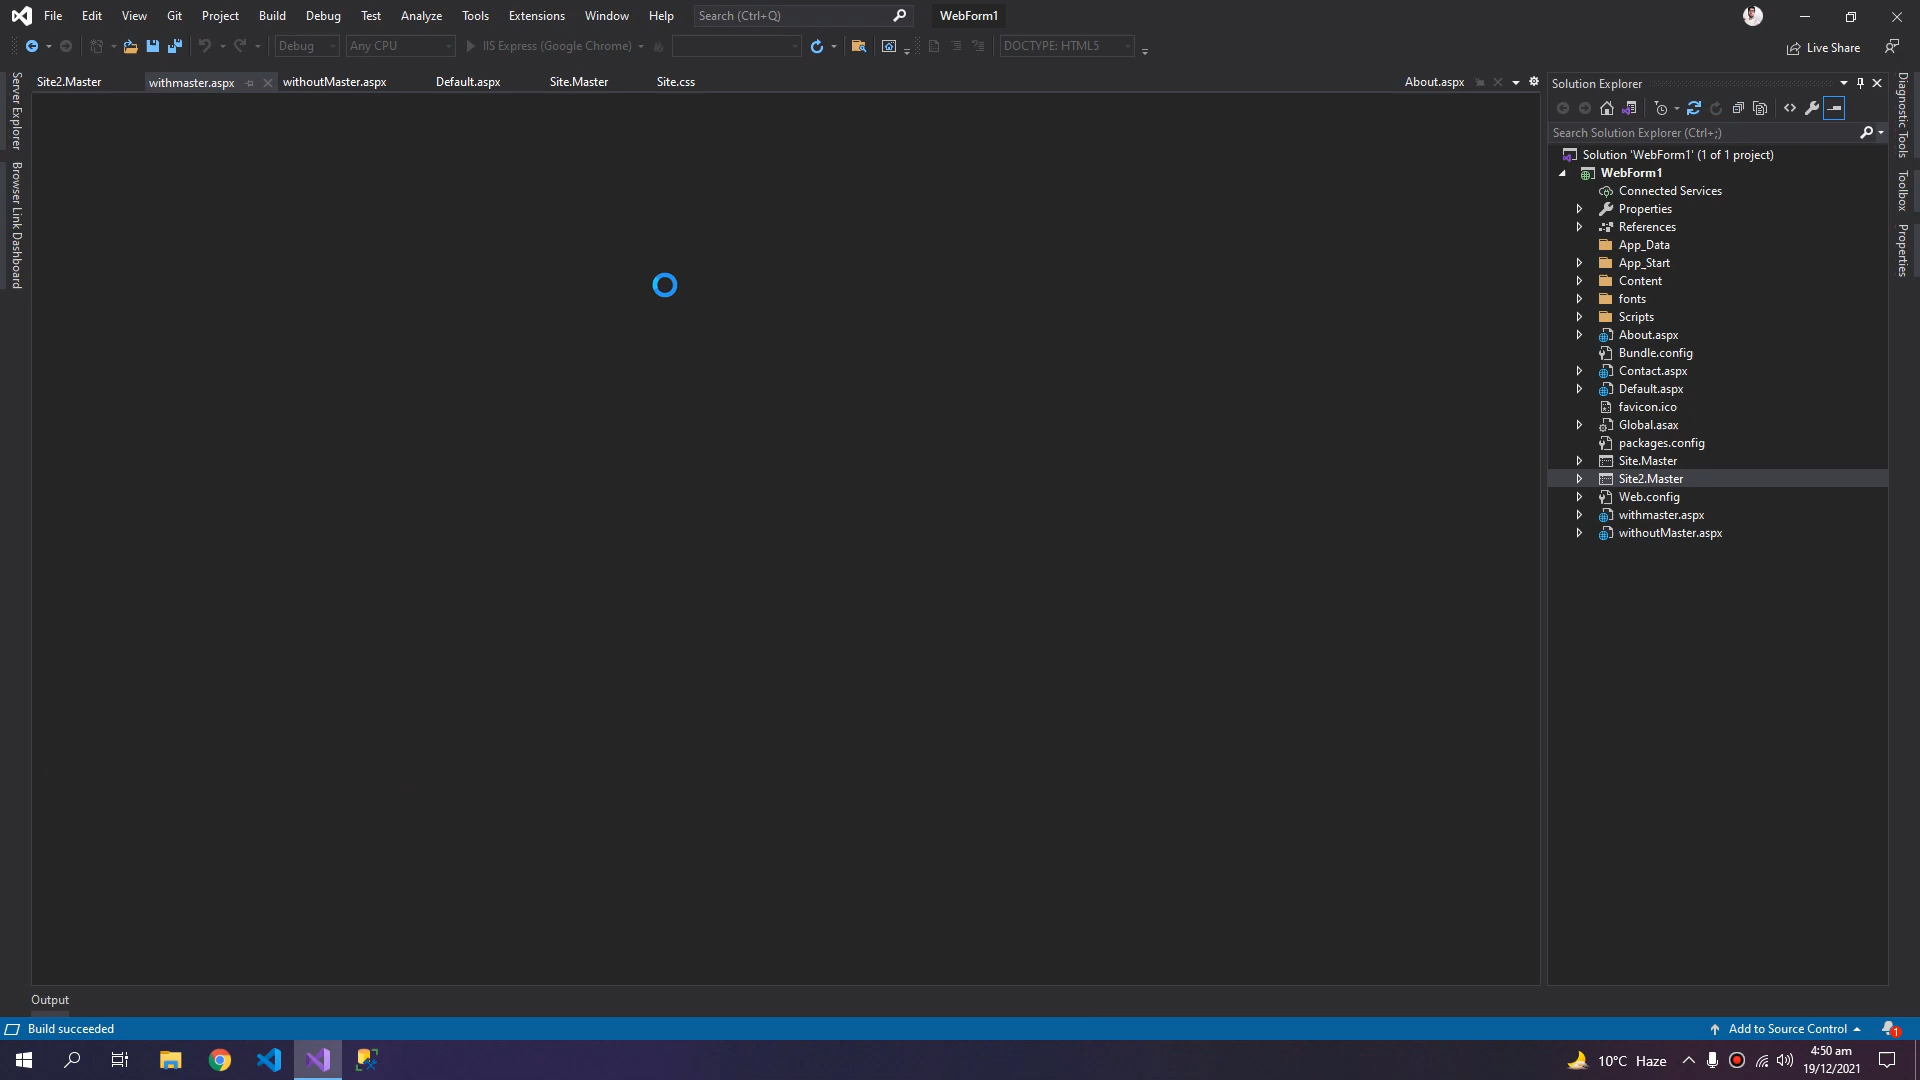 File Edit View Git Project Build Debug Test Analyze Tools Extensions Window Help Search (Ctrl+Q) WebForm1
Debug Any CPU IIS Express (Google Chrome) DOCTYPE: HTML5 Live Share
Site2.Master withmaster.aspx withoutMaster.aspx Default.aspx Site.Master Site.css About.aspx
Server Explorer
Browser Link Dashboard
Solution Explorer
Search Solution Explorer (Ctrl+;)
Solution 'WebForm1' (1 of 1 project)
WebForm1
Connected Services
Properties
References
App_Data
App_Start
Content
fonts
Scripts
About.aspx
Bundle.config
Contact.aspx
Default.aspx
favicon.ico
Global.asax
packages.config
Site.Master
Site2.Master
Web.config
withmaster.aspx
withoutMaster.aspx
Diagnostic Tools
Toolbox
Properties
Output
Build succeeded
Add to Source Control
1
10°C Haze
4:50 am
19/12/2021